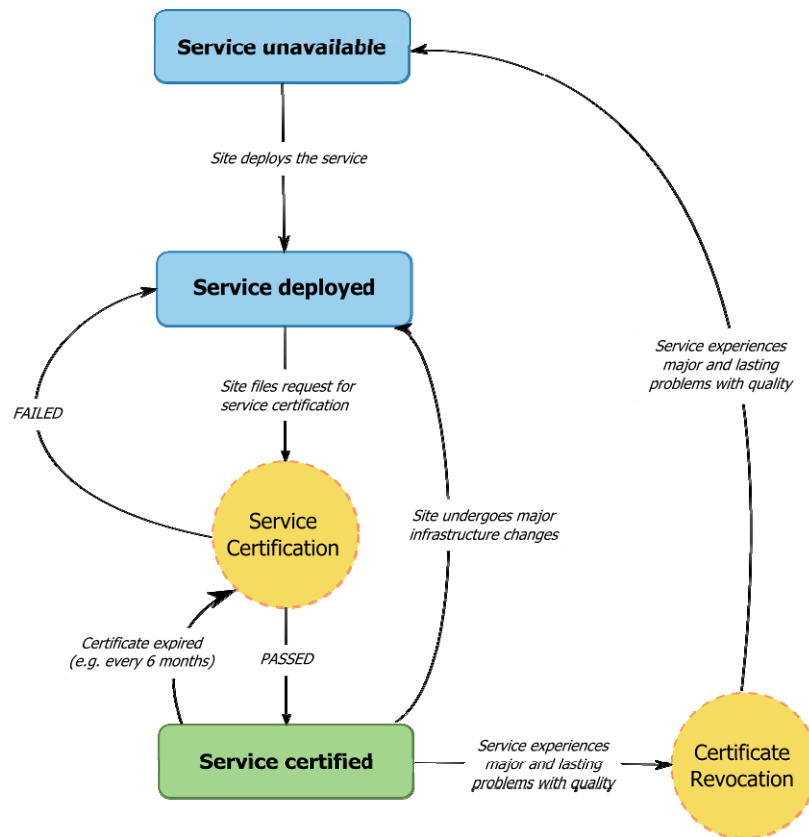 Service unavailable
Site deploys the service
Service deployed
Service experiences
major and lasting
problems with quality
Site files request for
service certification
FAILED
Service
Certification
Site undergoes major
infrastructure changes
Certificate expired
(e.g. every 6 months)
PASSED
Service certified
Service experiences
major and lasting
problems with quality
Certificate
Revocation